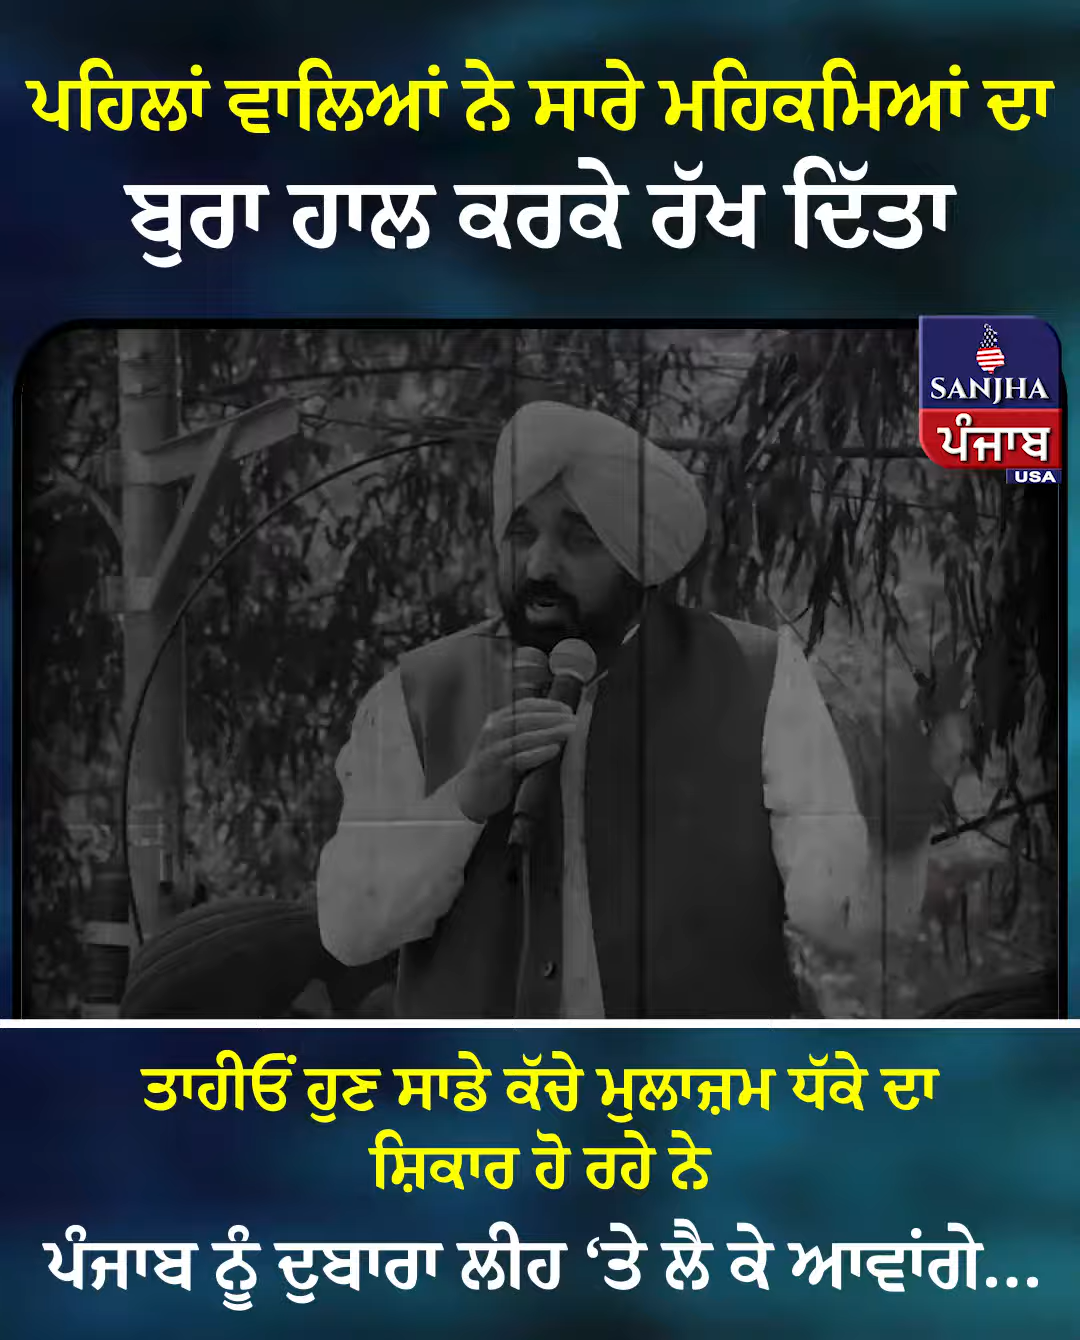 ਪਹਿਲਾਂ ਵਾਲਿਆਂ ਨੇ ਸਾਰੇ ਮਹਿਕਮਿਆਂ ਦਾ
ਬੁਰਾ ਹਾਲ ਕਰਕੇ ਰੱਖ ਦਿੱਤਾ
SANJHA
ਪੰਜਾਬ
USA
ਤਾਹੀਓਂ ਹੁਣ ਸਾਡੇ ਕੱਚੇ ਮੁਲਾਜ਼ਮ ਧੱਕੇ ਦਾ
ਸ਼ਿਕਾਰ ਹੋ ਰਹੇ ਨੇ
ਪੰਜਾਬ ਨੂੰ ਦੁਬਾਰਾ ਲੀਹ ‘ਤੇ ਲੈ ਕੇ ਆਵਾਂਗੇ...